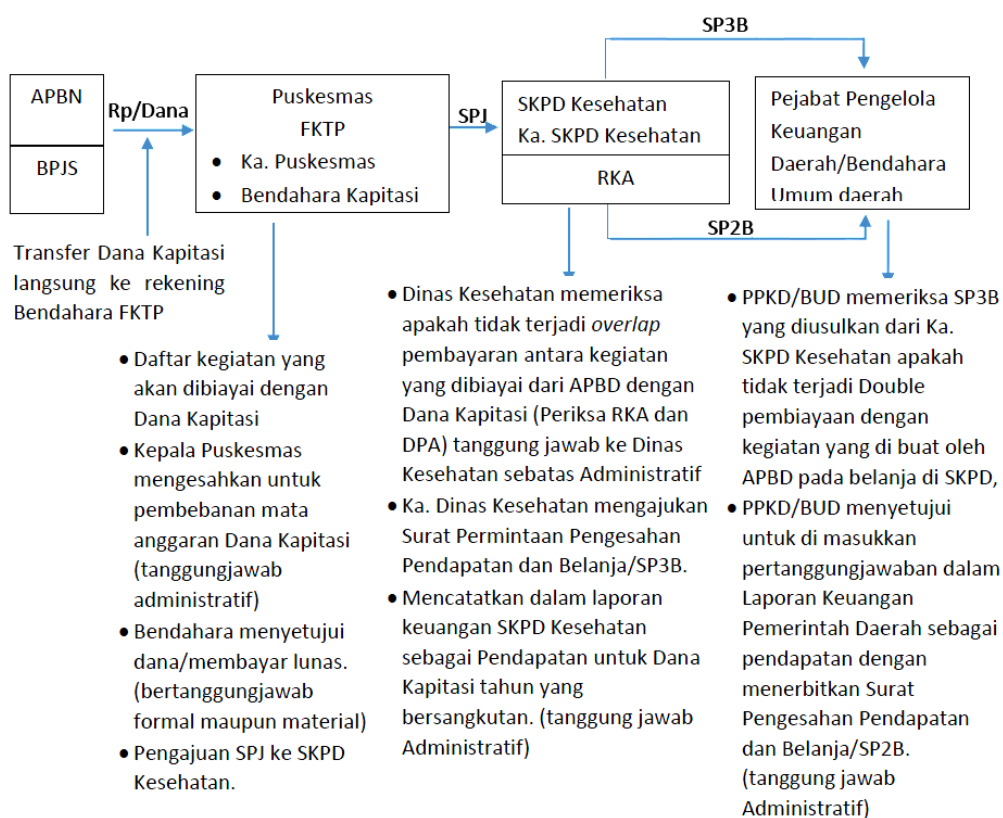 SP3B
APBN
BPJS
Rp/Dana
Puskesmas
FKTP
• Ka. Puskesmas
• Bendahara Kapitasi
SPJ
SKPD Kesehatan
Ka. SKPD Kesehatan
RKA
Pejabat Pengelola
Keuangan
Daerah/Bendahara
Umum daerah
SP2B
Transfer Dana Kapitasi
langsung ke rekening
Bendahara FKTP
• Daftar kegiatan yang
akan dibiayai dengan
Dana Kapitasi
• Kepala Puskesmas
mengesahkan untuk
pembebanan mata
anggaran Dana Kapitasi
(tanggungjawab
administratif)
• Bendahara menyetujui
dana/membayar lunas.
(bertanggungjawab
formal maupun material)
• Pengajuan SPJ ke SKPD
Kesehatan.
• Dinas Kesehatan memeriksa
apakah tidak terjadi overlap
pembayaran antara kegiatan
yang dibiayai dari APBD dengan
Dana Kapitasi (Periksa RKA dan
DPA) tanggung jawab ke Dinas
Kesehatan sebatas Administratif
• Ka. Dinas Kesehatan mengajukan
Surat Permintaan Pengesahan
Pendapatan dan Belanja/SP3B.
• Mencatatkan dalam laporan
keuangan SKPD Kesehatan
sebagai Pendapatan untuk Dana
Kapitasi tahun yang
bersangkutan. (tanggung jawab
Administratif)
• PPKD/BUD memeriksa SP3B
yang diusulkan dari Ka.
SKPD Kesehatan apakah
tidak terjadi Double
pembiayaan dengan
kegiatan yang di buat oleh
APBD pada belanja di SKPD,
• PPKD/BUD menyetujui
untuk di masukkan
pertanggungjawaban dalam
Laporan Keuangan
Pemerintah Daerah sebagai
pendapatan dengan
menerbitkan Surat
Pengesahan Pendapatan
dan Belanja/SP2B.
(tanggung jawab
Administratif)